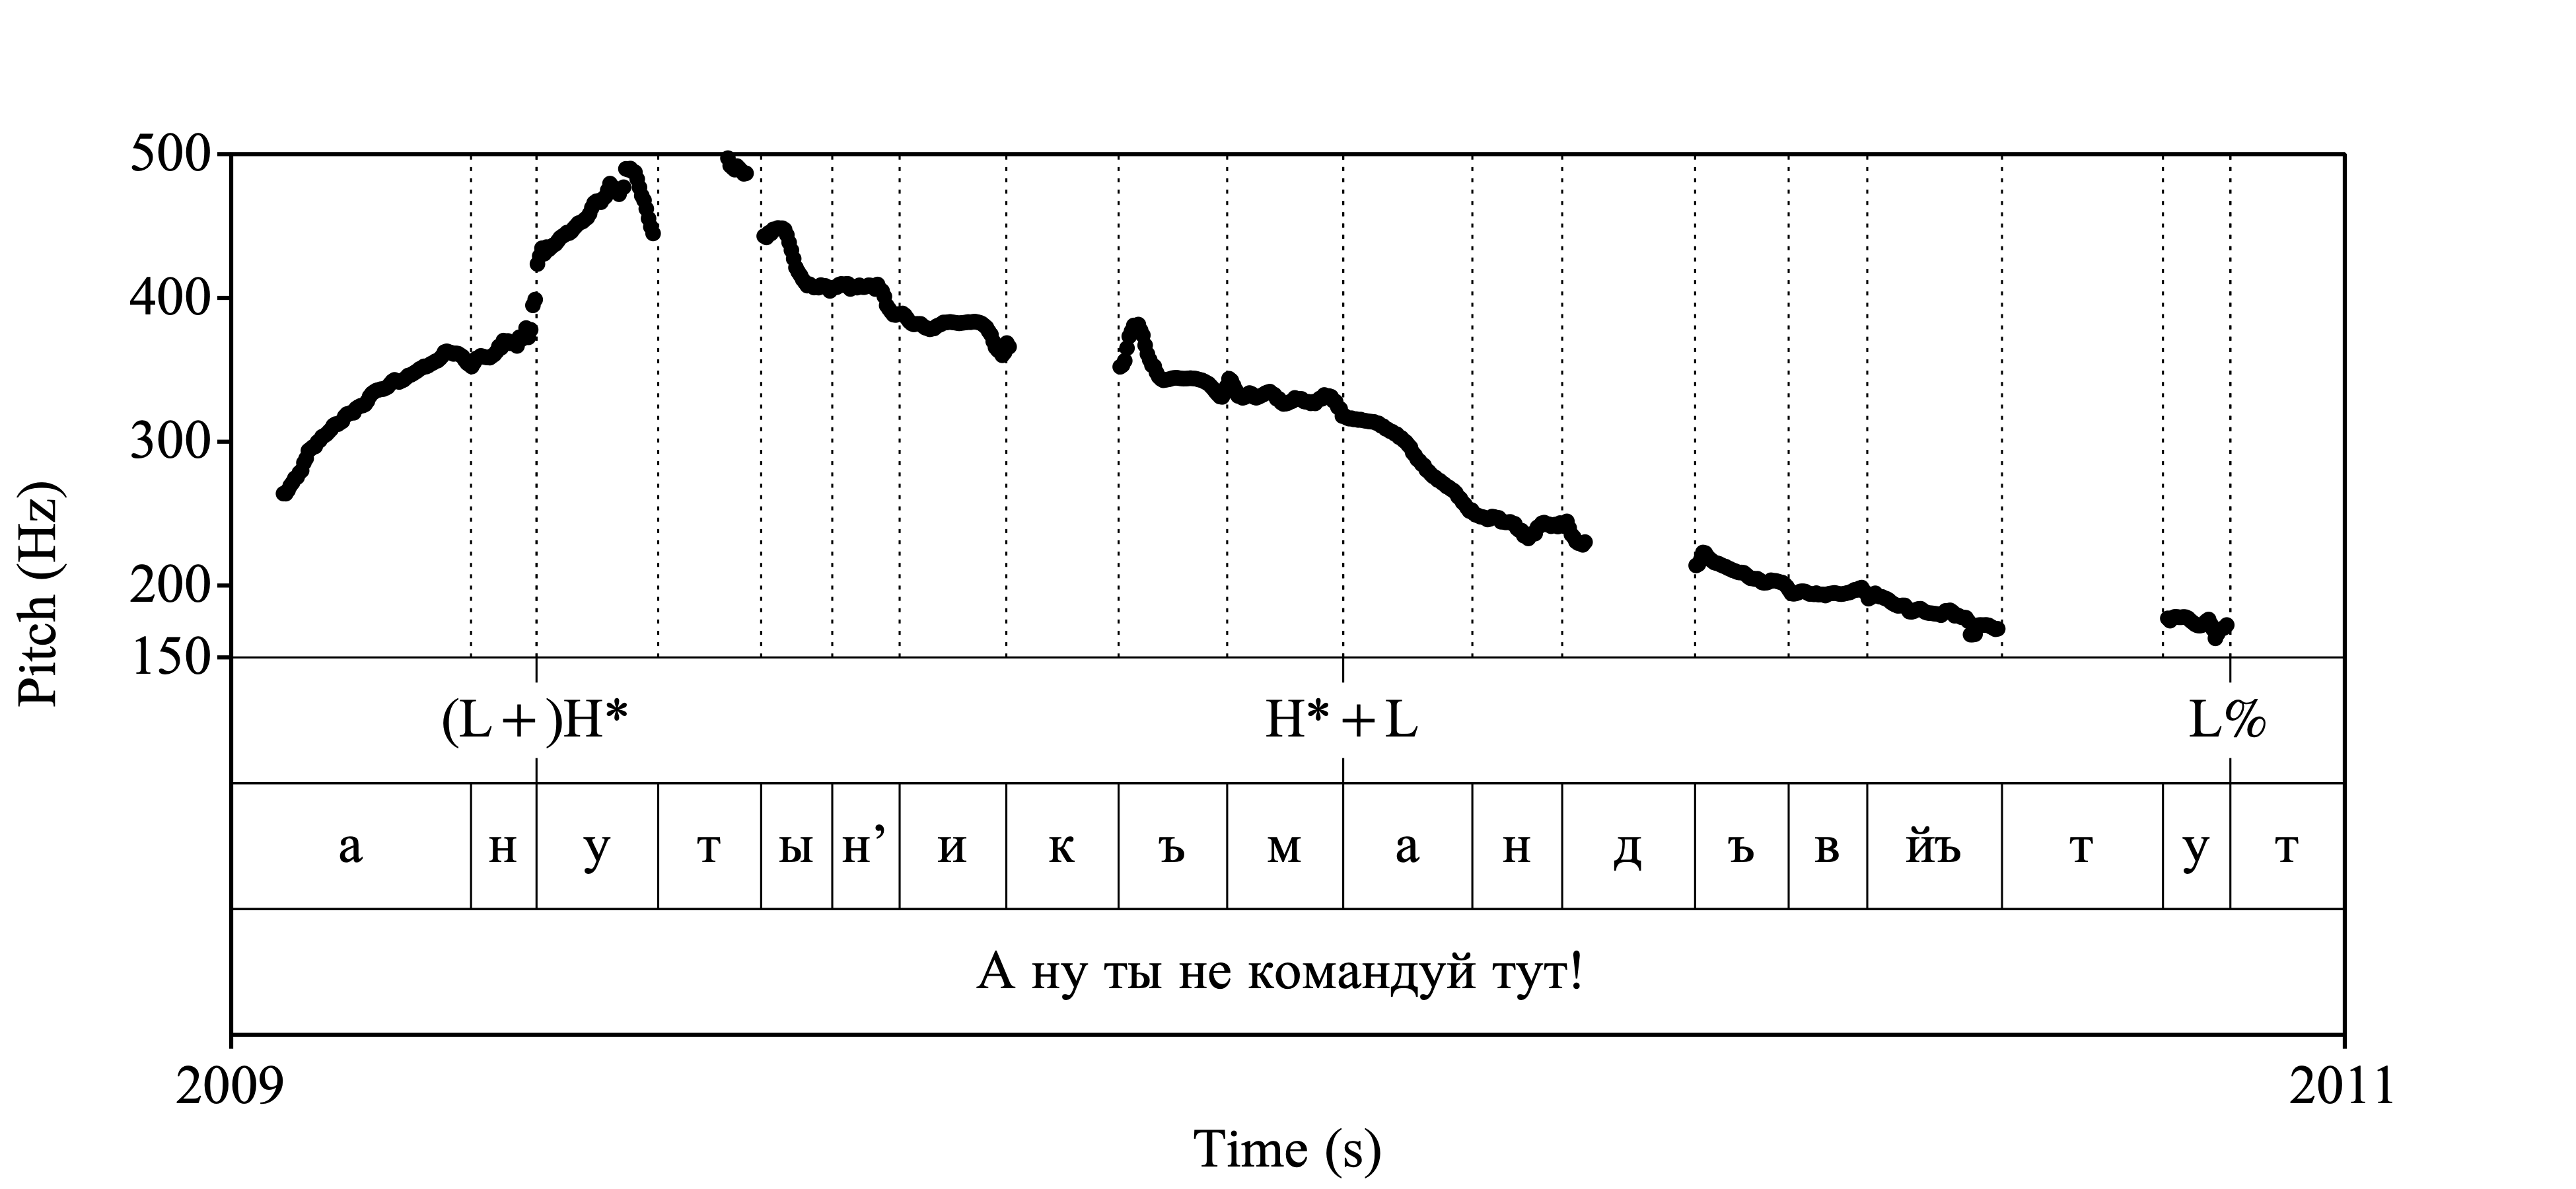 500
400
300
200
150
Pitch (Hz)
(L+)H* H*+L L%
а н у т ы н’ и к ъ м а н д ъ в йъ т у т
А ну ты не командуй тут!
2009 2011
Time (s)